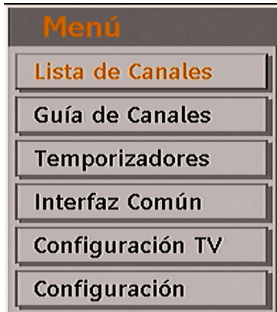 Menú
Lista de Canales
Guía de Canales
Temporizadores
Interfaz Común
Configuración TV
Configuración